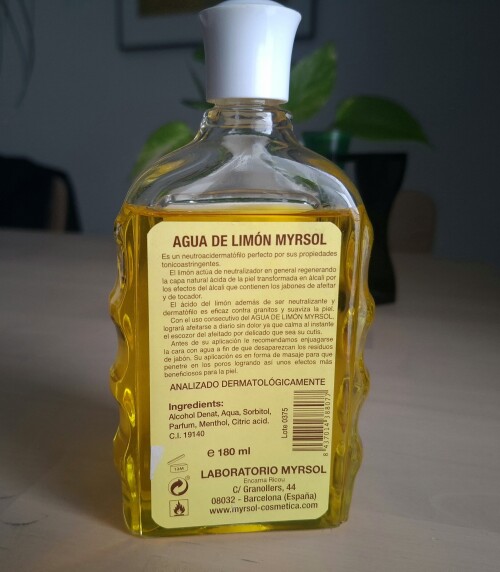 AGUA DE LIMÓN MYRSOL
Es un neutroacidermatófilo perfecto por sus propiedades
tonicoastringentes.
El limón actúa de neutralizador en general regenerando
la capa natural ácida de la piel transformada en álcali por
los efectos del álcali que contienen los jabones de afeitar
y de tocador.
El ácido del limón además de ser neutralizante y
dermatófilo es eficaz contra granitos y suaviza la piel.
Con el uso consecutivo del AGUA DE LIMÓN MYRSOL,
logrará afeitarse a diario sin dolor ya que calma al instante
el escozor del afeitado por delicado que sea su cutis.
Antes de su aplicación le recomendamos enjuagarse
la cara con agua a fin de que desaparezcan los residuos
de jabón. Su aplicación es en forma de masaje para que
penetre en los poros logrando así unos efectos más
beneficiosos para la piel.
ANALIZADO DERMATOLÓGICAMENTE
Ingredients:
Alcohol Denat, Aqua, Sorbitol,
Parfum, Menthol, Citric acid.
C.I. 19140
Lote 0375
8 437014 188077
e 180 ml
LABORATORIO MYRSOL
Encarna Ricou
C/ Granollers, 44
08032 - Barcelona (España)
www.myrsol-cosmetica.com